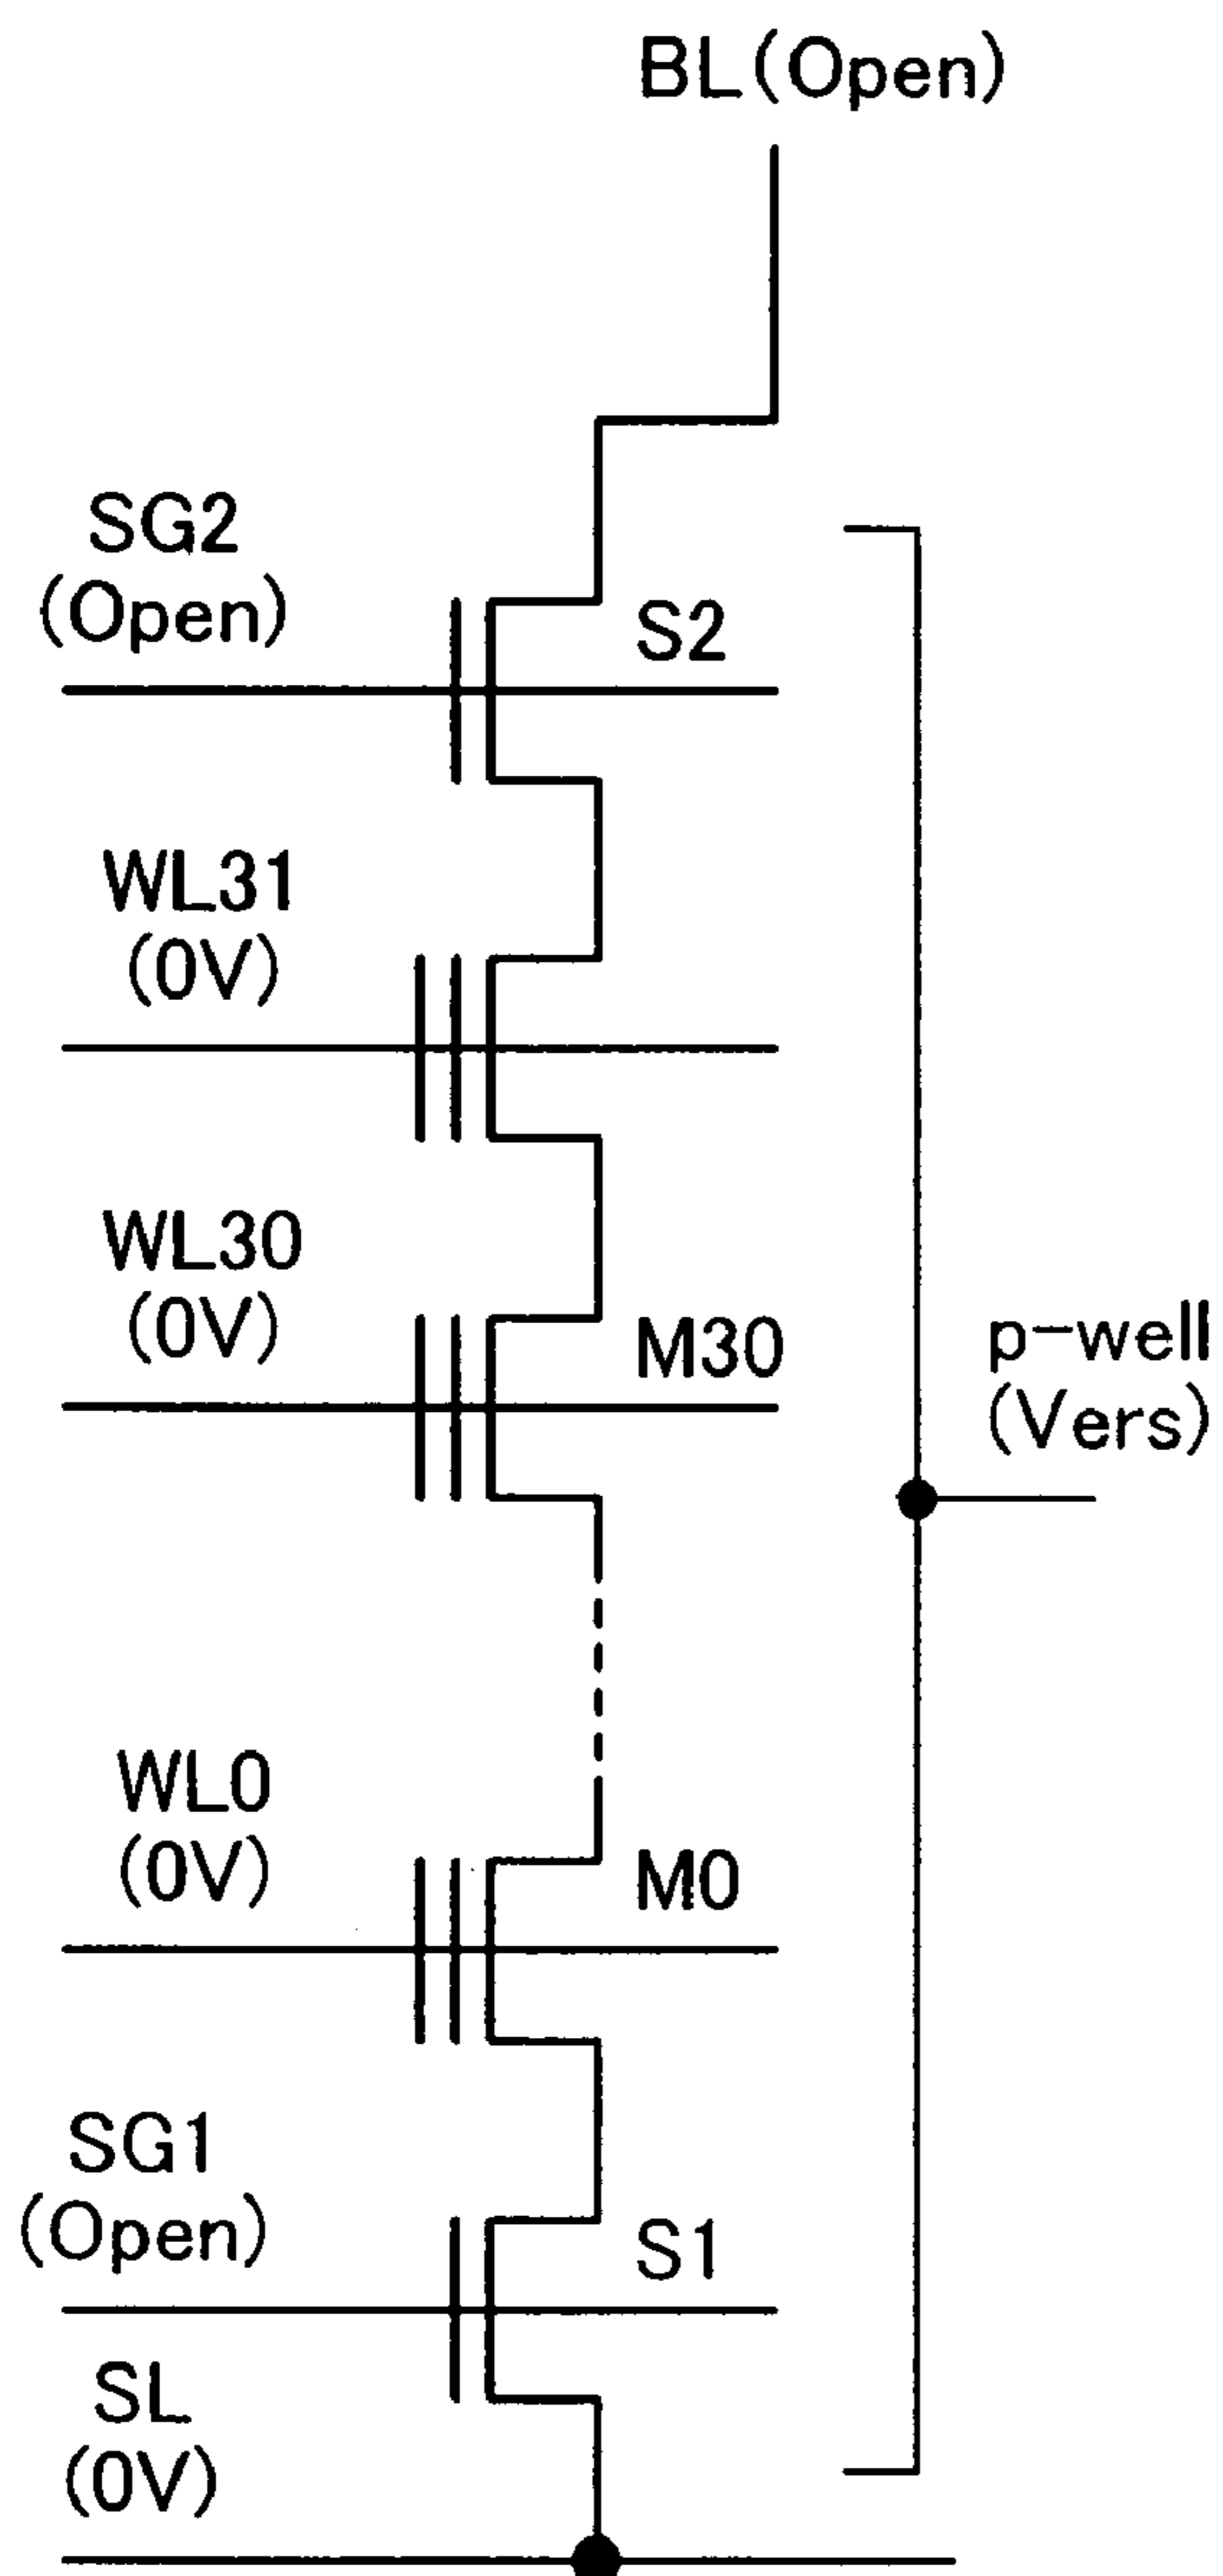 BL(Open)
SG2
(Open)
S2
WL31
(0V)
WL30
(0V)
M30
p-well
(Vers)
WL0
(0V)
M0
SG1
(Open)
S1
SL
(0V)